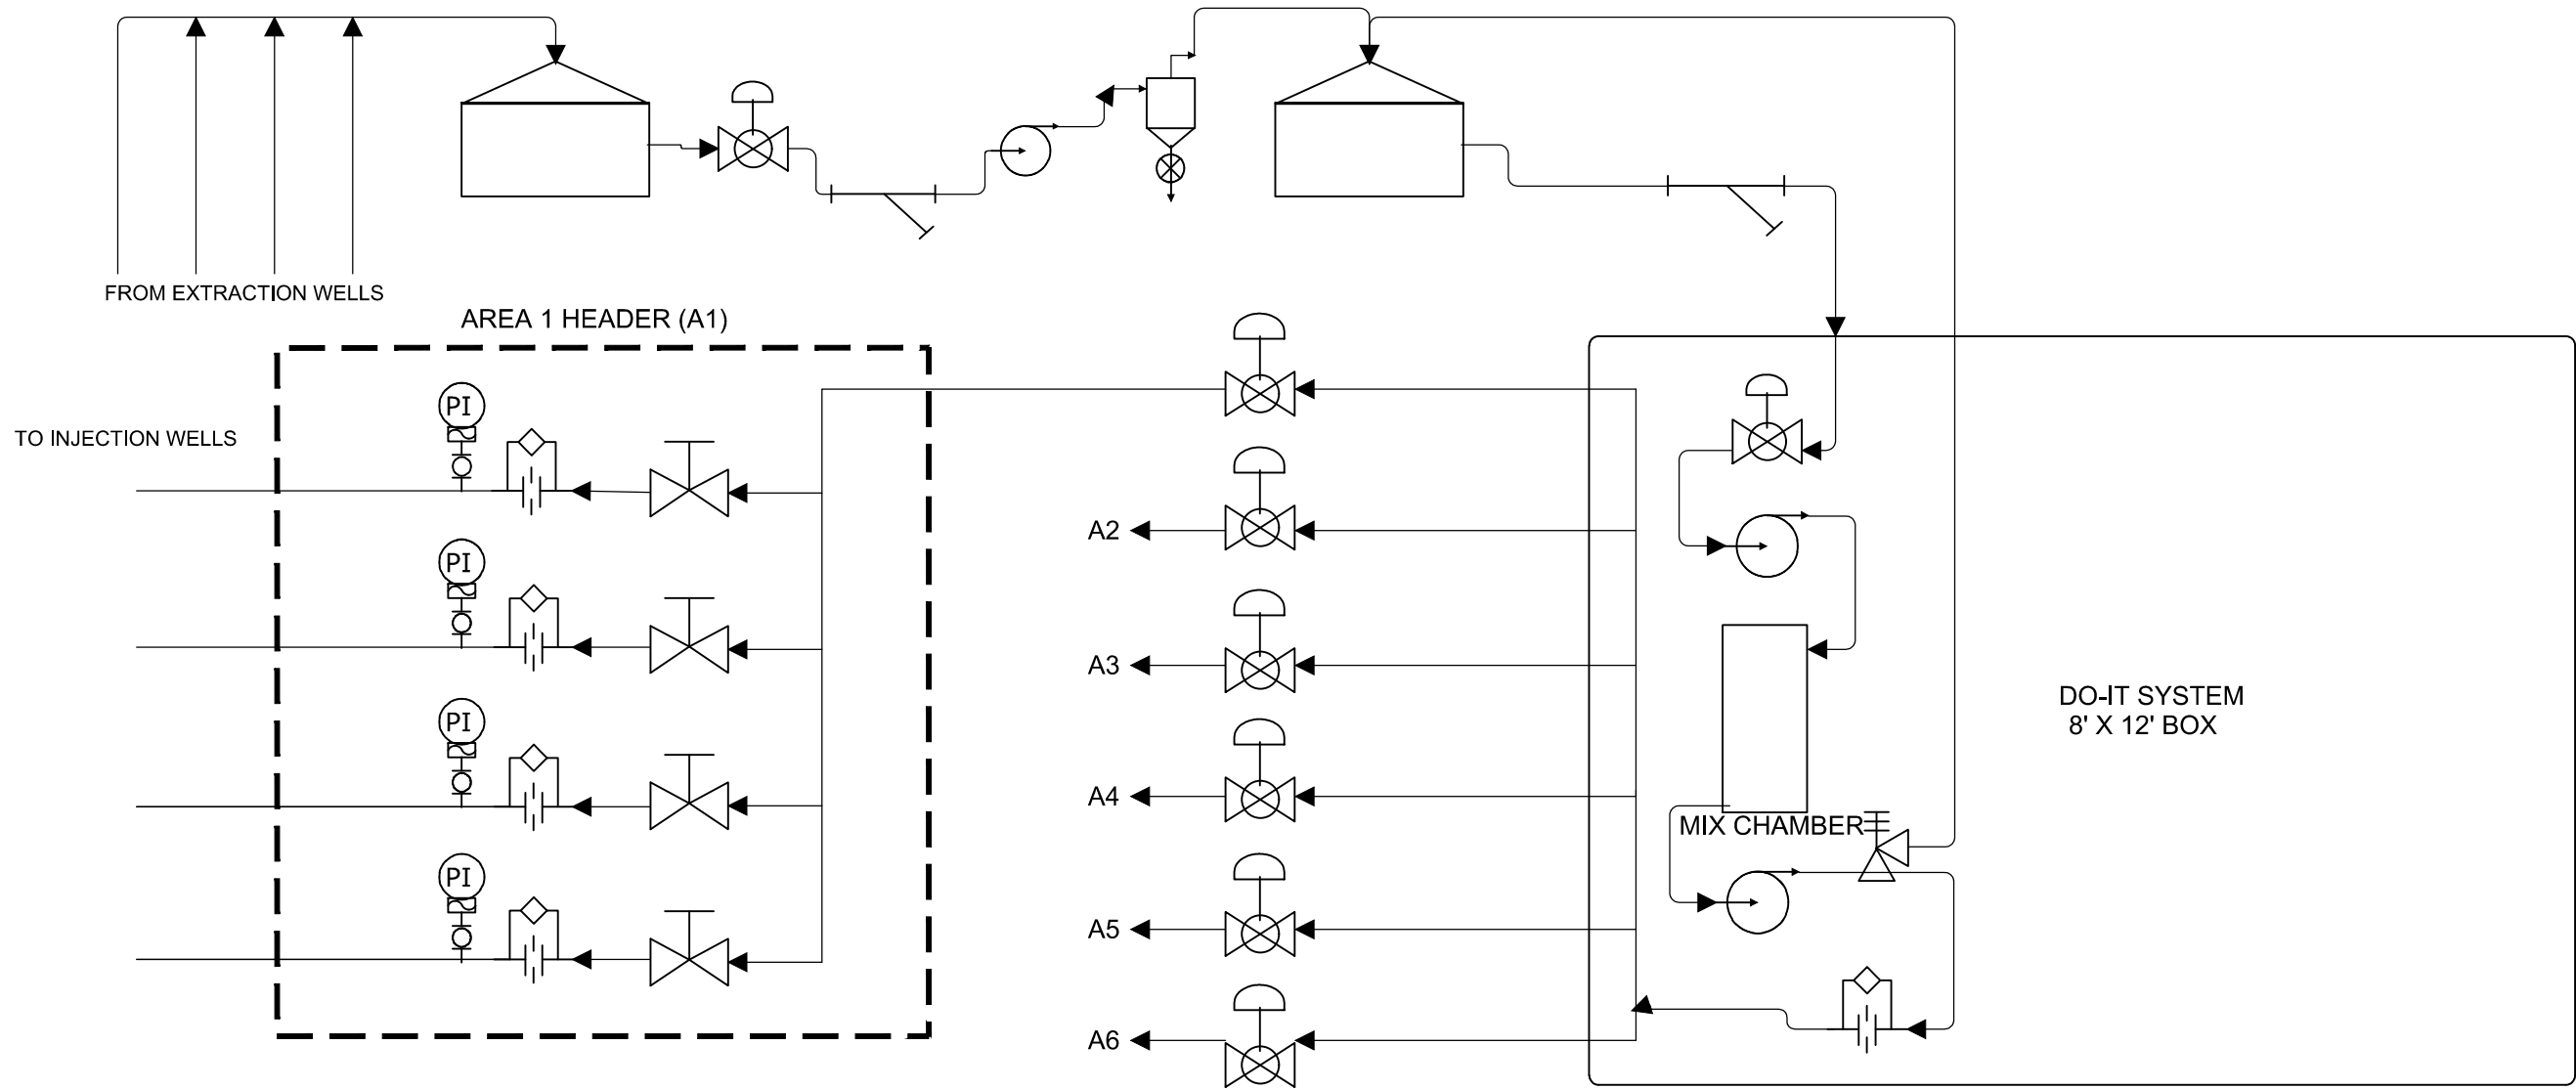 FROM EXTRACTION WELLS
AREA 1 HEADER (A1)
TO INJECTION WELLS
PI
PI
PI
PI
A2
A3
A4
A5
A6
MIX CHAMBER
DO-IT SYSTEM
8' X 12' BOX